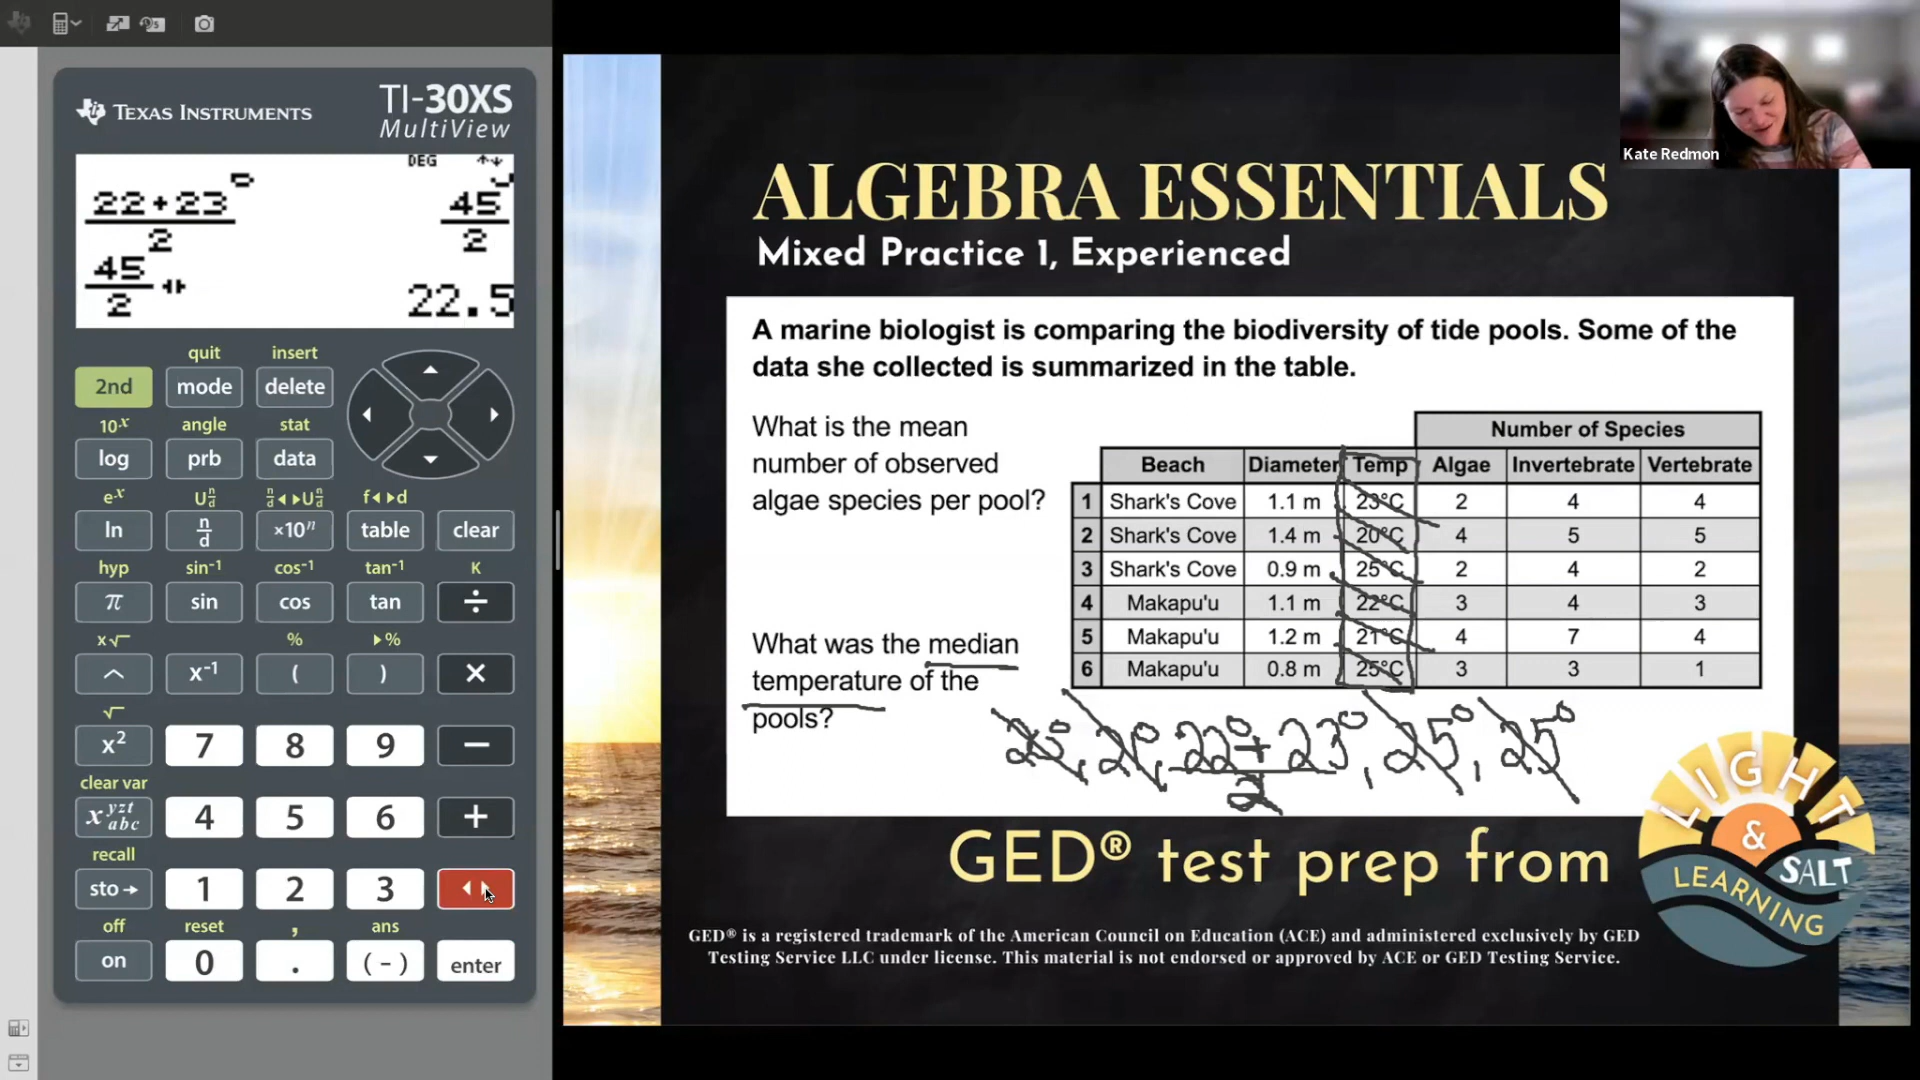 TEXAS INSTRUMENTS
TI-30XS
MultiView
DEG
22+23
2
45
2
45
2
22.5
quit insert
2nd mode delete
10ˣ angle stat
log prb data
eˣ U n/d n/d ◄►U n/d f◄►d
ln n/d ×10ⁿ table clear
hyp sin⁻¹ cos⁻¹ tan⁻¹ K
π sin cos tan ÷
x√ % ►%
^ x⁻¹ ( ) ×
√
x² 7 8 9 −
clear var
x yzt abc 4 5 6 +
recall
sto→ 1 2 3 ◄►
off reset , ans
on 0 . (-) enter
Kate Redmon
ALGEBRA ESSENTIALS
Mixed Practice 1, Experienced
A marine biologist is comparing the biodiversity of tide pools. Some of the
data she collected is summarized in the table.
What is the mean
number of observed
algae species per pool?
What was the median
temperature of the
pools?
Number of Species
Beach Diameter Temp Algae Invertebrate Vertebrate
1 Shark's Cove 1.1 m 23°C 2 4 4
2 Shark's Cove 1.4 m 20°C 4 5 5
3 Shark's Cove 0.9 m 25°C 2 4 2
4 Makapu'u 1.1 m 22°C 3 4 3
5 Makapu'u 1.2 m 21°C 4 7 4
6 Makapu'u 0.8 m 25°C 3 3 1
20°, 21°, 22° + 23°, 25°, 25°
2
GED® test prep from
LIGHT
&
SALT
LEARNING
GED® is a registered trademark of the American Council on Education (ACE) and administered exclusively by GED
Testing Service LLC under license. This material is not endorsed or approved by ACE or GED Testing Service.